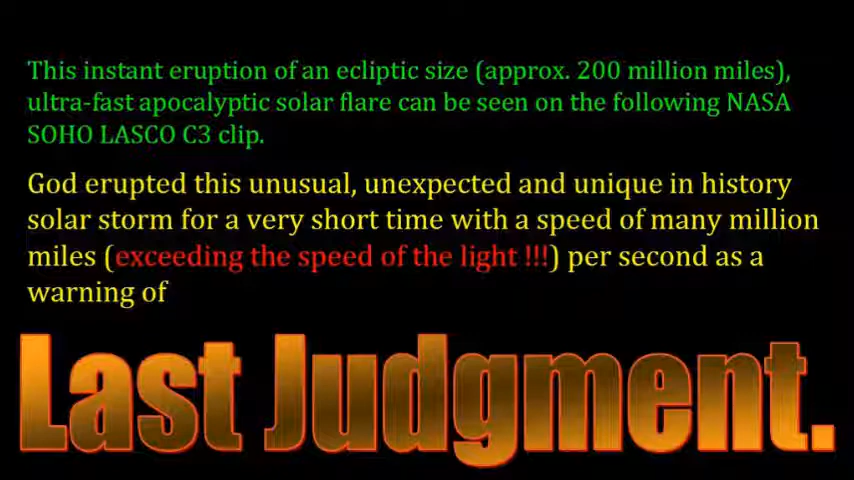 This instant eruption of an ecliptic size (approx. 200 million miles),
ultra-fast apocalyptic solar flare can be seen on the following NASA
SOHO LASCO C3 clip.
God erupted this unusual, unexpected and unique in history
solar storm for a very short time with a speed of many million
miles (exceeding the speed of the light !!!) per second as a
warning of
Last Judgment.